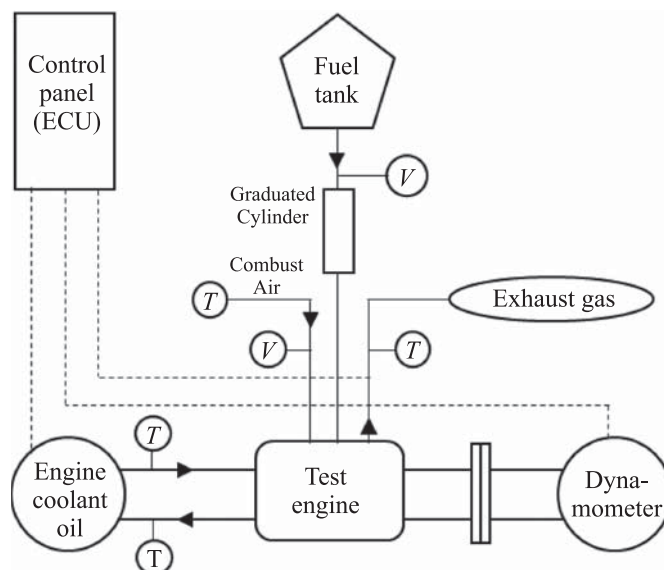 Control
panel
(ECU)
Fuel
tank
V
Graduated
Cylinder
Combust
Air
T
V
T
Exhaust gas
T
Engine
coolant
oil
T
Test
engine
Dyna-
mometer